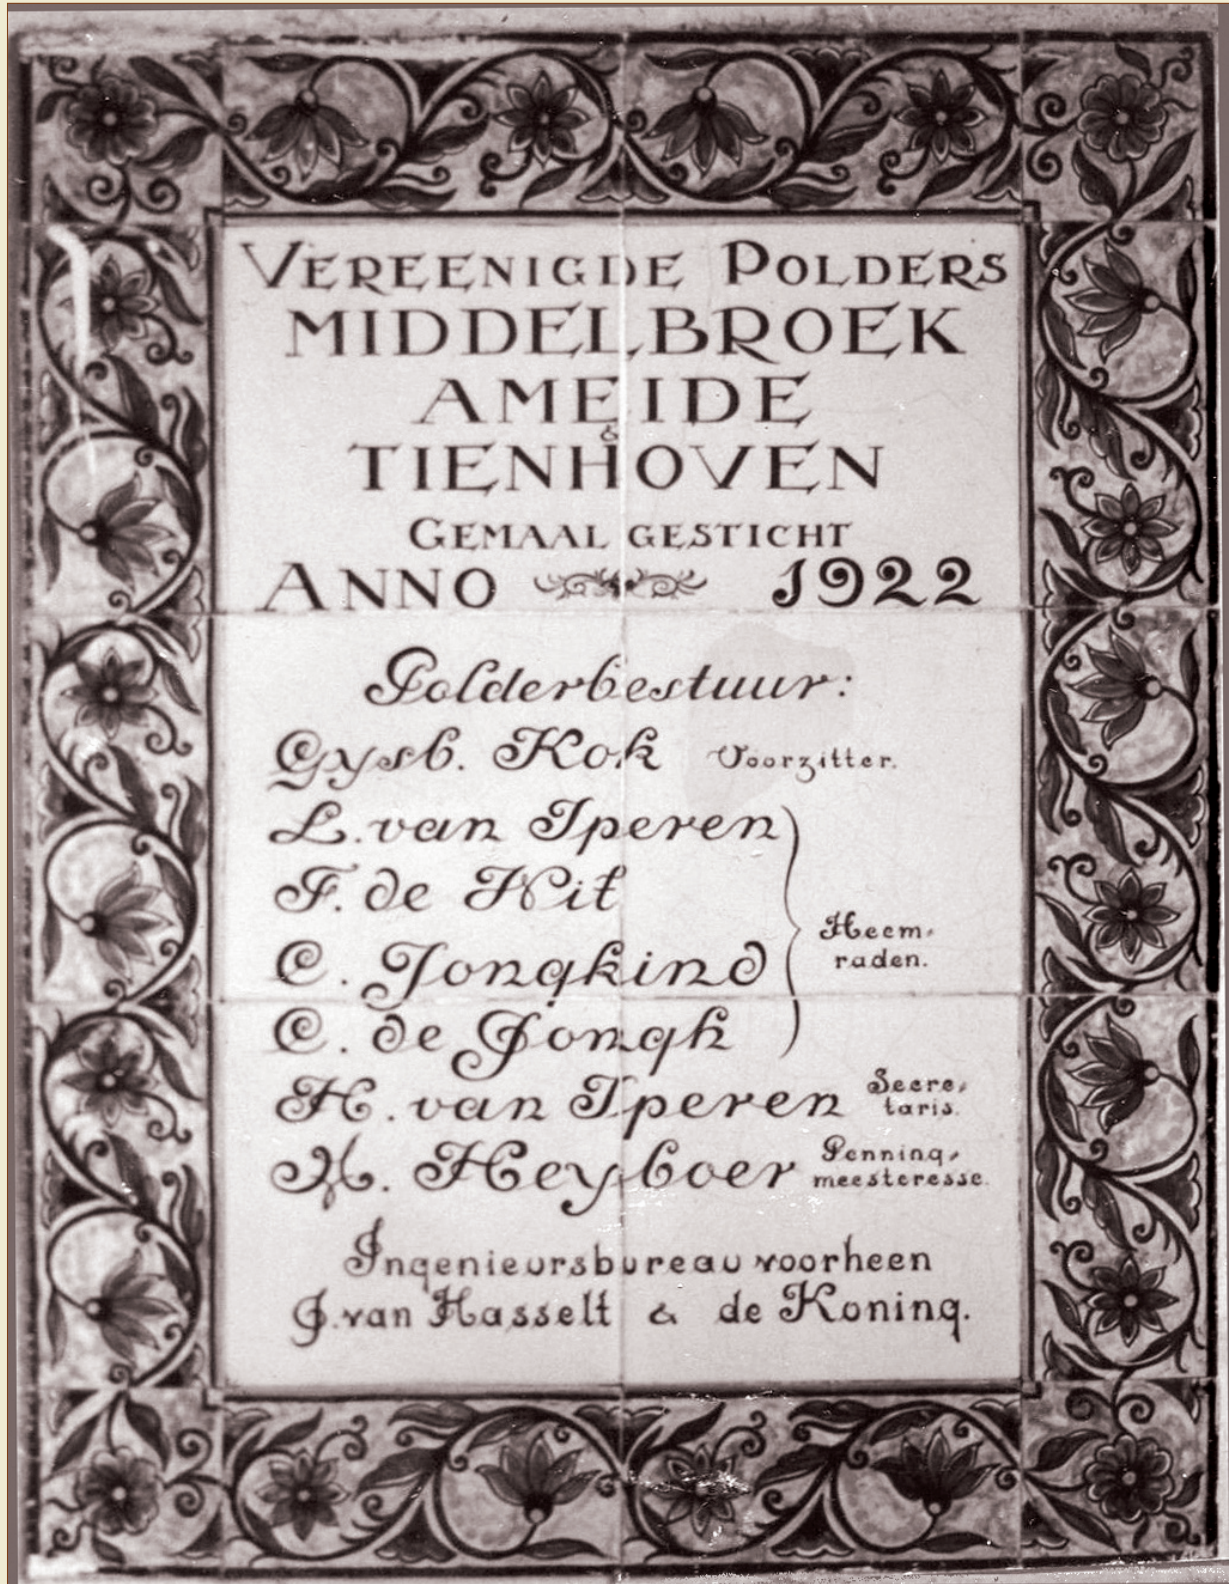 VEREENIGDE POLDERS
MIDDELBROEK
AMEIDE
&
TIENHOVEN
GEMAAL GESTICHT
ANNO 1922
Polderbestuur:
Gysb. Kok Voorzitter.
L. van Iperen
F. de Wit
C. Jongkind
Heem-
raden.
C. de Jongh
H. van Iperen Secre-
taris.
Heyboer Penning-
meesteresse.
Ingenieursbureau voorheen
J. van Hasselt & de Koning.